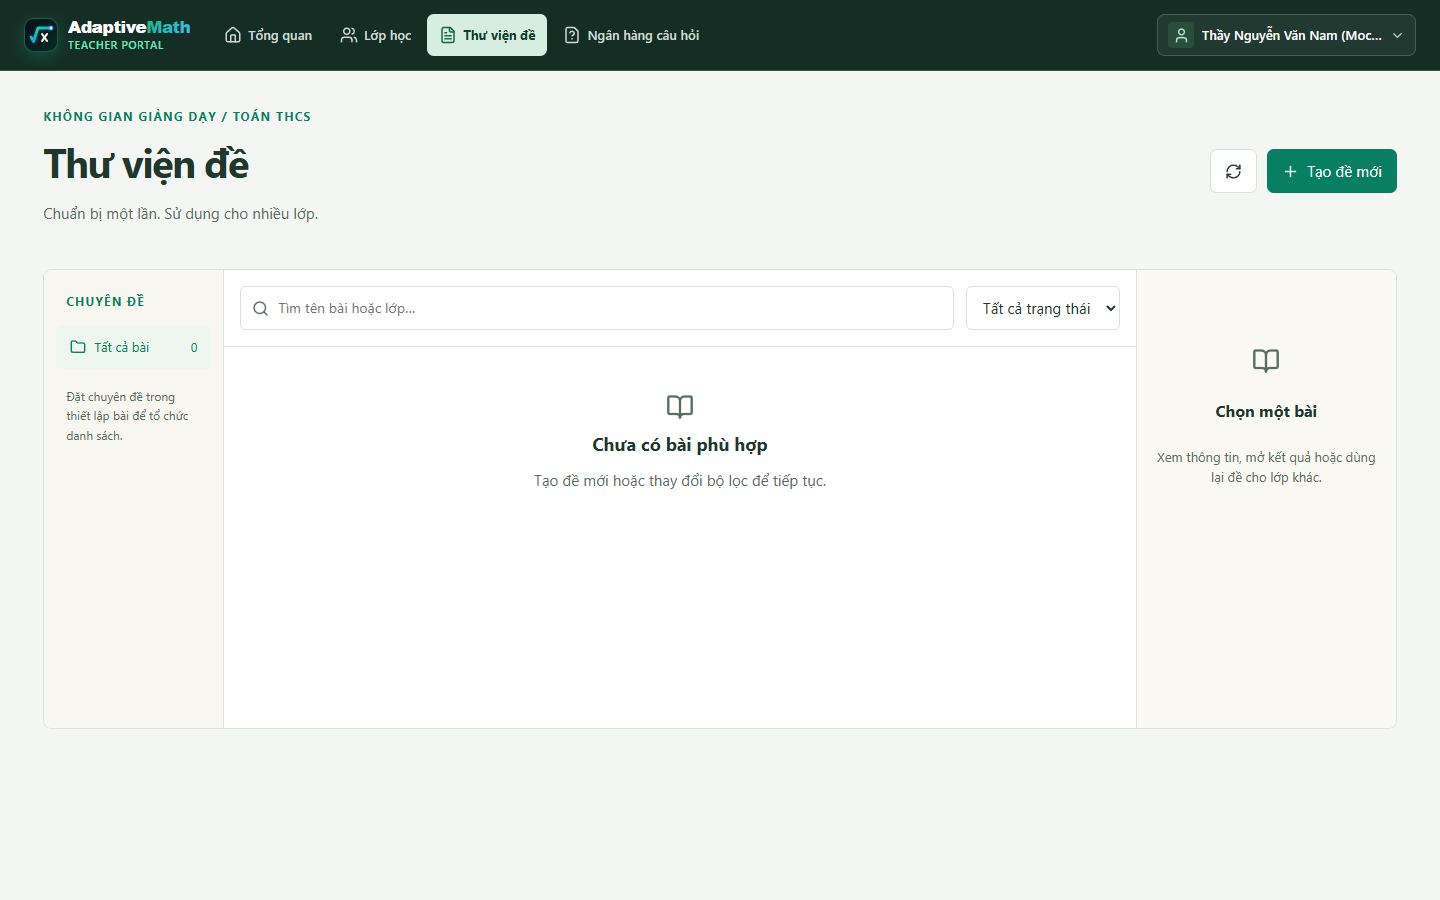 AdaptiveMath
TEACHER PORTAL
Tổng quan
Lớp học
Thư viện đề
Ngân hàng câu hỏi
Thầy Nguyễn Văn Nam (Moc...
KHÔNG GIAN GIẢNG DẠY / TOÁN THCS
Thư viện đề
Chuẩn bị một lần. Sử dụng cho nhiều lớp.
Tạo đề mới
CHUYÊN ĐỀ
Tất cả bài 0
Đặt chuyên đề trong
thiết lập bài để tổ chức
danh sách.
Tìm tên bài hoặc lớp...
Tất cả trạng thái
Chưa có bài phù hợp
Tạo đề mới hoặc thay đổi bộ lọc để tiếp tục.
Chọn một bài
Xem thông tin, mở kết quả hoặc dùng
lại đề cho lớp khác.